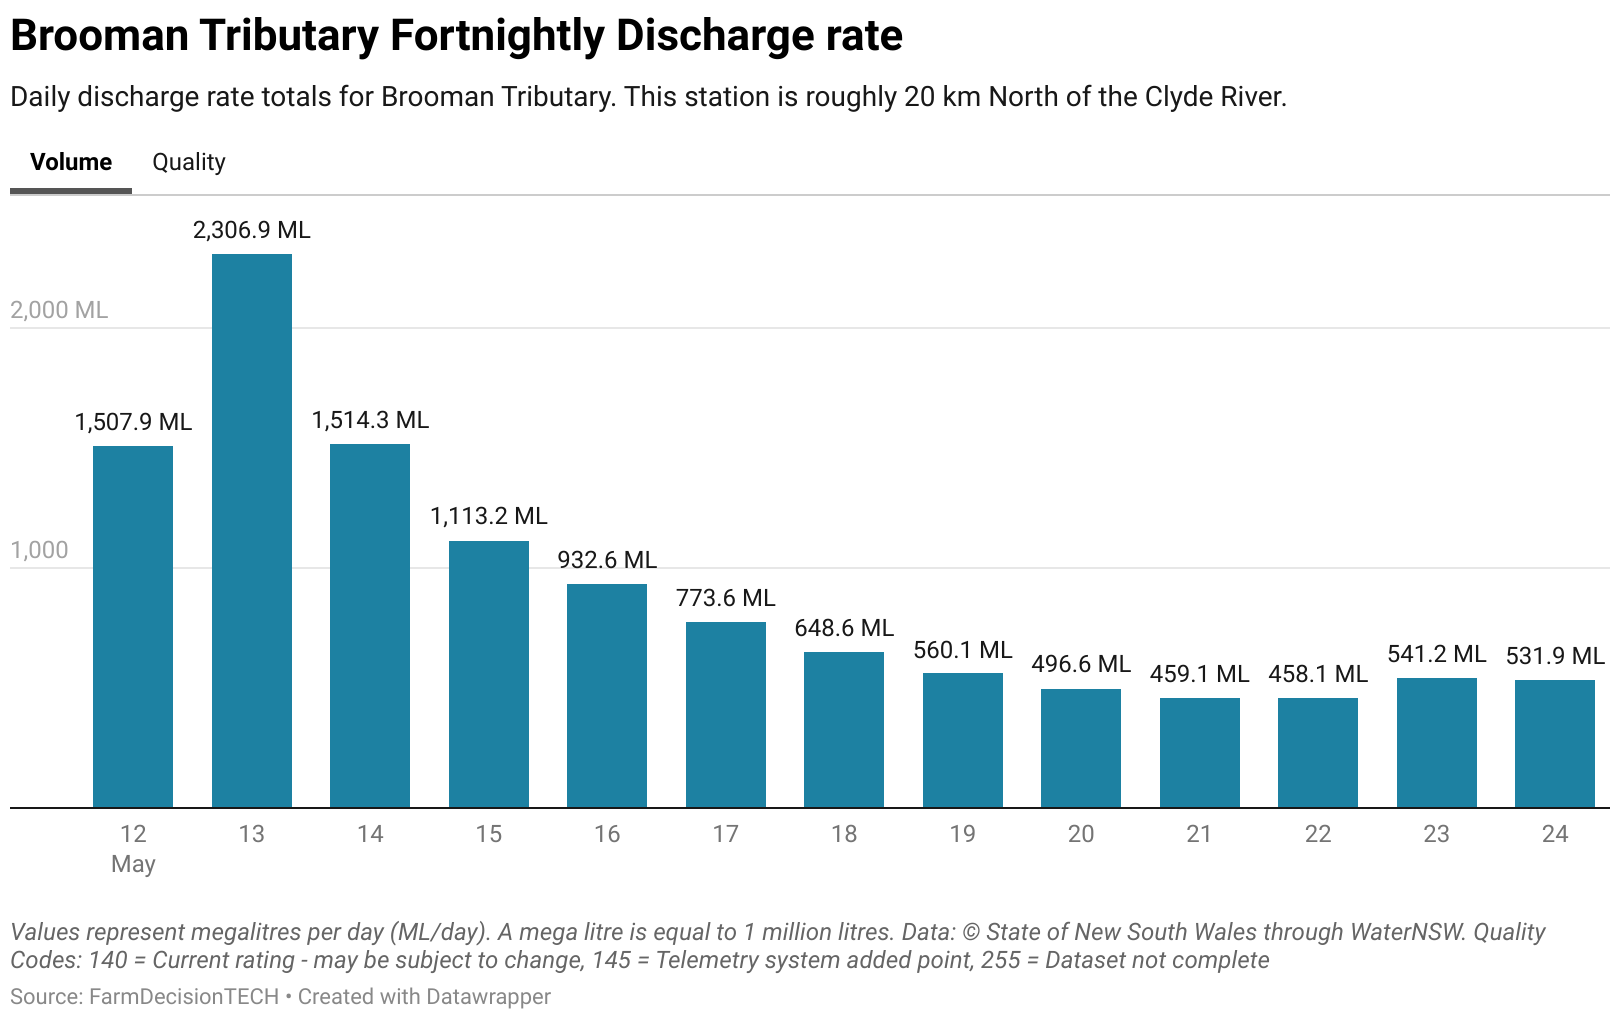 Brooman Tributary Fortnightly Discharge rate
Daily discharge rate totals for Brooman Tributary. This station is roughly 20 km North of the Clyde River.
Volume Quality
2,306.9 ML
2,000 ML
1,507.9 ML
1,514.3 ML
1,113.2 ML
1,000
932.6 ML
773.6 ML
648.6 ML
560.1 ML
496.6 ML
459.1 ML
458.1 ML
541.2 ML
531.9 ML
12 13 14 15 16 17 18 19 20 21 22 23 24
May
Values represent megalitres per day (ML/day). A mega litre is equal to 1 million litres. Data: © State of New South Wales through WaterNSW. Quality
Codes: 140 = Current rating - may be subject to change, 145 = Telemetry system added point, 255 = Dataset not complete
Source: FarmDecisionTECH • Created with Datawrapper